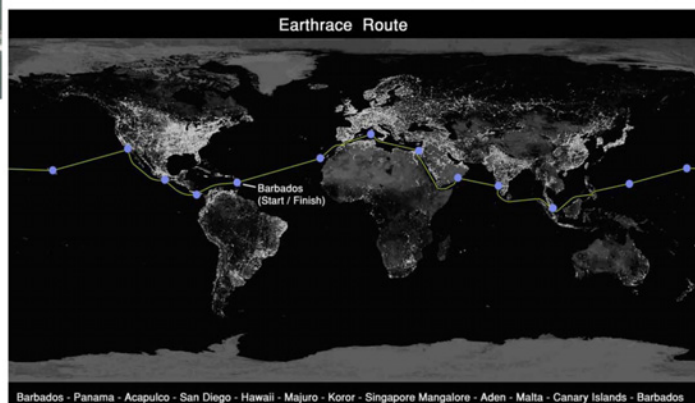 Earthrace Route
Barbados
(Start / Finish)
Barbados - Panama - Acapulco - San Diego - Hawaii - Majuro - Koror - Singapore Mangalore - Aden - Malta - Canary Islands - Barbados